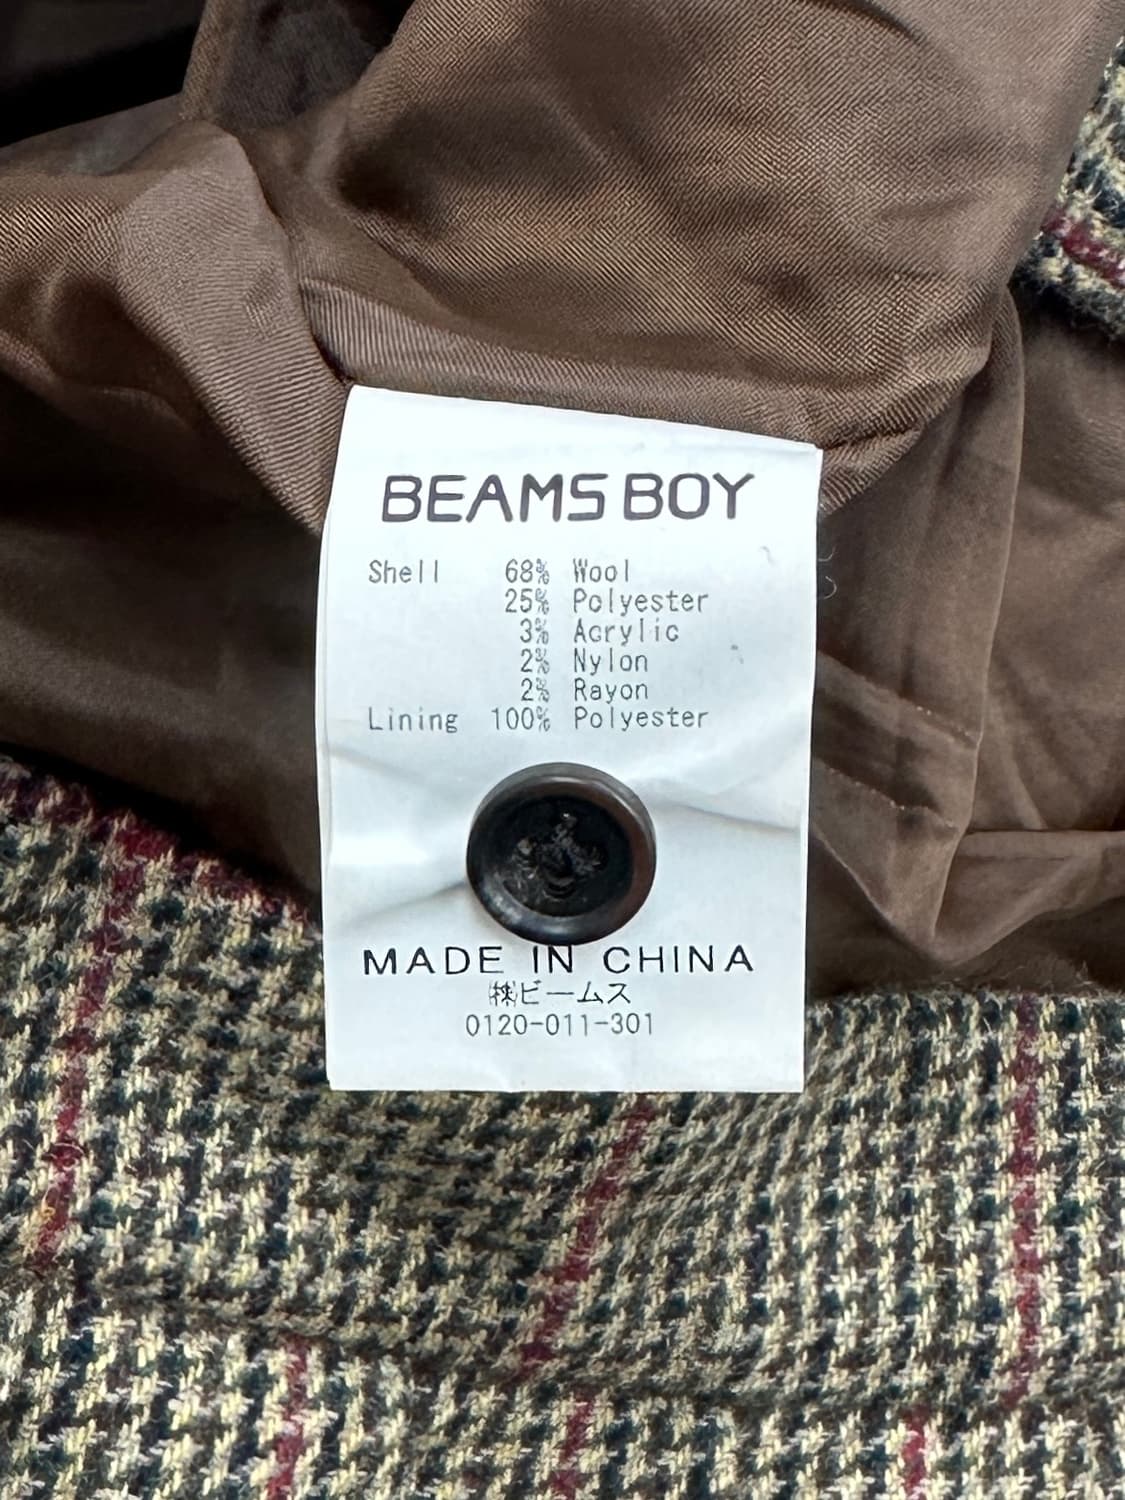 BEAMS BOY
Shell 68% Wool
25% Polyester
3% Acrylic
2% Nylon
2% Rayon
Lining 100% Polyester
MADE IN CHINA
㈱ビームス
0120-011-301